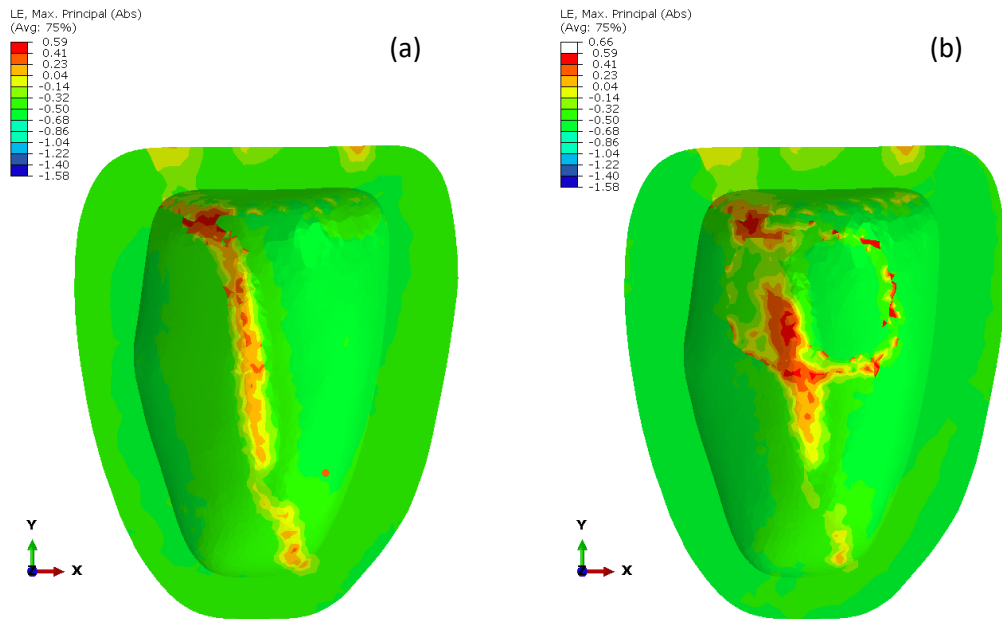 LE, Max. Principal (Abs)
(Avg: 75%)
0.59
0.41
0.23
0.04
-0.14
-0.32
-0.50
-0.68
-0.86
-1.04
-1.22
-1.40
-1.58
(a)
Y
Z
X
LE, Max. Principal (Abs)
(Avg: 75%)
0.66
0.59
0.41
0.23
0.04
-0.14
-0.32
-0.50
-0.68
-0.86
-1.04
-1.22
-1.40
-1.58
(b)
Y
Z
X